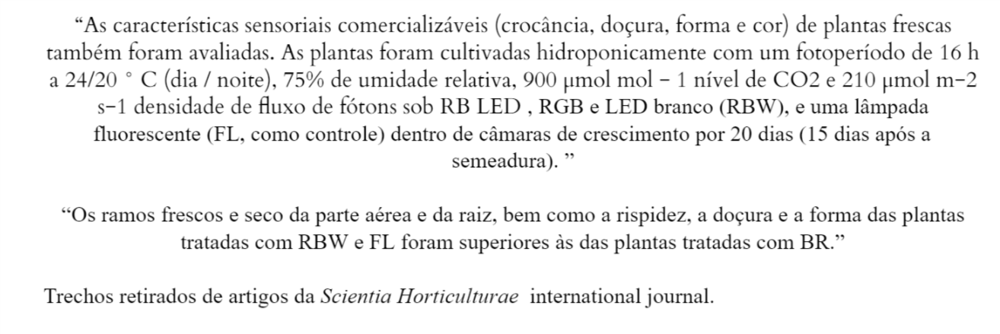 “As características sensoriais comercializáveis (crocância, doçura, forma e cor) de plantas frescas
também foram avaliadas. As plantas foram cultivadas hidroponicamente com um fotoperíodo de 16 h
a 24/20 ° C (dia / noite), 75% de umidade relativa, 900 μmol mol − 1 nível de CO2 e 210 μmol m−2
s−1 densidade de fluxo de fótons sob RB LED , RGB e LED branco (RBW), e uma lâmpada
fluorescente (FL, como controle) dentro de câmaras de crescimento por 20 dias (15 dias após a
semeadura). ”
“Os ramos frescos e seco da parte aérea e da raiz, bem como a rispidez, a doçura e a forma das plantas
tratadas com RBW e FL foram superiores às das plantas tratadas com BR.”
Trechos retirados de artigos da Scientia Horticulturae international journal.